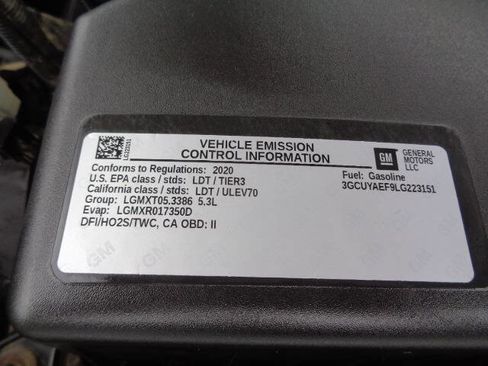 LG223151
VEHICLE EMISSION
CONTROL INFORMATION
GM
GENERAL
MOTORS
LLC
Conforms to Regulations: 2020
U.S. EPA class / stds: LDT / TIER3
California class / stds: LDT / ULEV70
Group: LGMXT05.3386 5.3L
Evap: LGMXR017350D
DFI/HO2S/TWC, CA OBD: II
Fuel: Gasoline
3GCUYAEF9LG223151